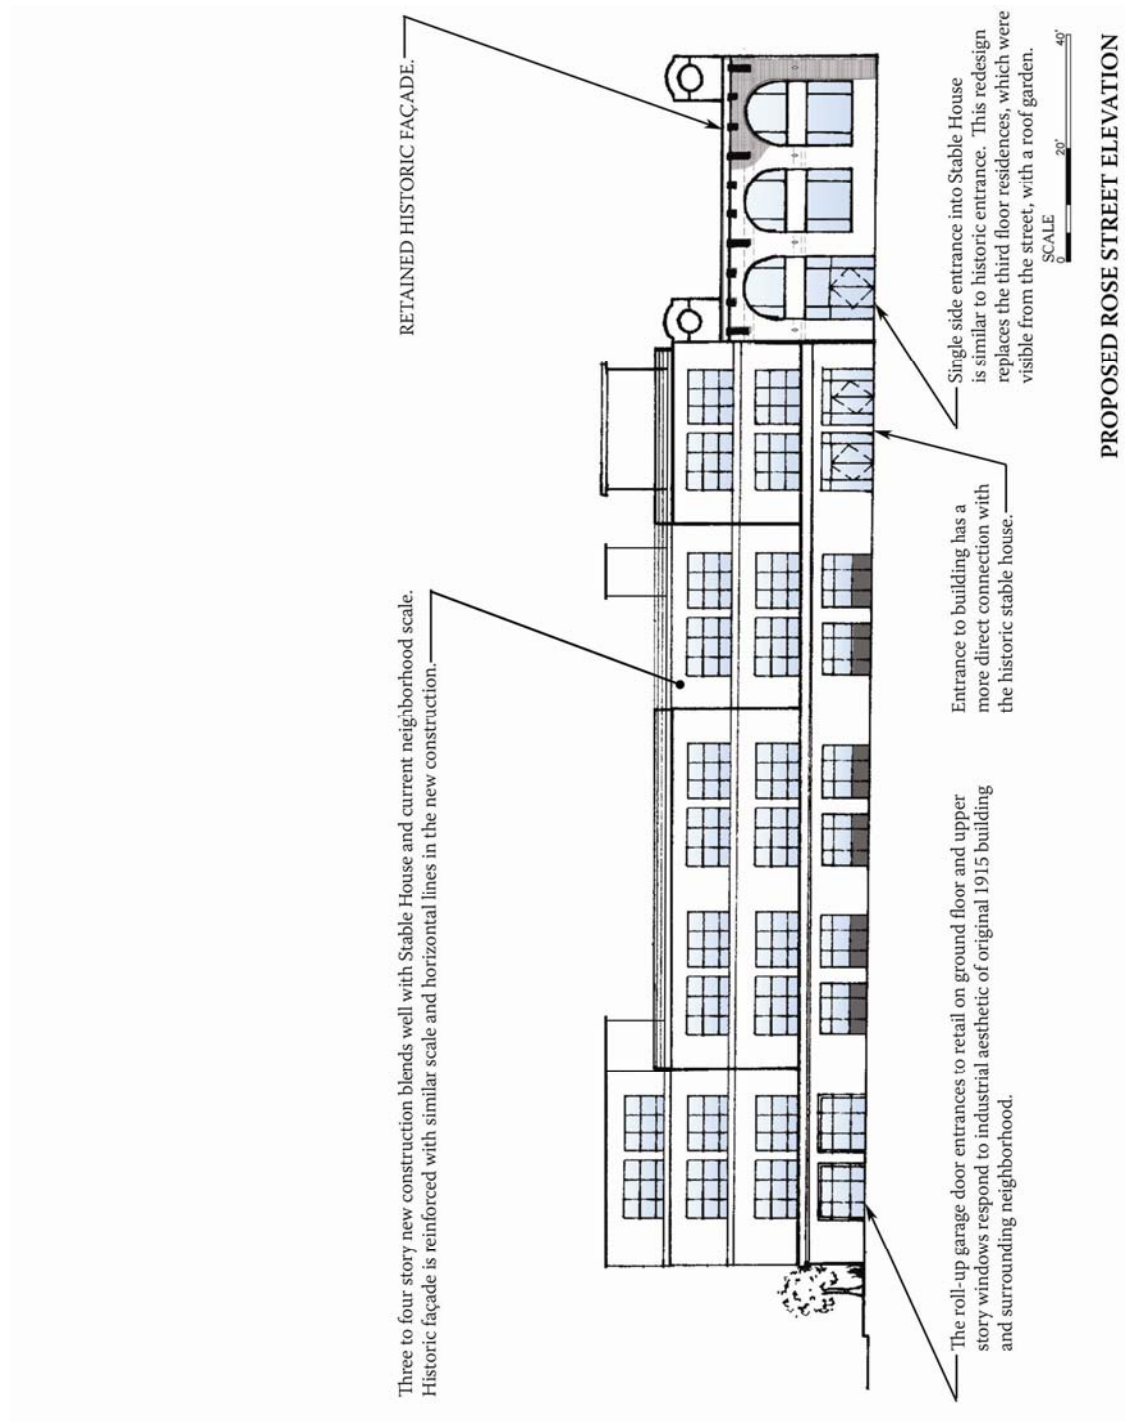 Three to four story new construction blends well with Stable House and current neighborhood scale.
Historic façade is reinforced with similar scale and horizontal lines in the new construction.
RETAINED HISTORIC FAÇADE.
The roll-up garage door entrances to retail on ground floor and upper
story windows respond to industrial aesthetic of original 1915 building
and surrounding neighborhood.
Entrance to building has a
more direct connection with
the historic stable house.
Single side entrance into Stable House
is similar to historic entrance. This redesign
replaces the third floor residences, which were
visible from the street, with a roof garden.
SCALE
0 20' 40'
PROPOSED ROSE STREET ELEVATION